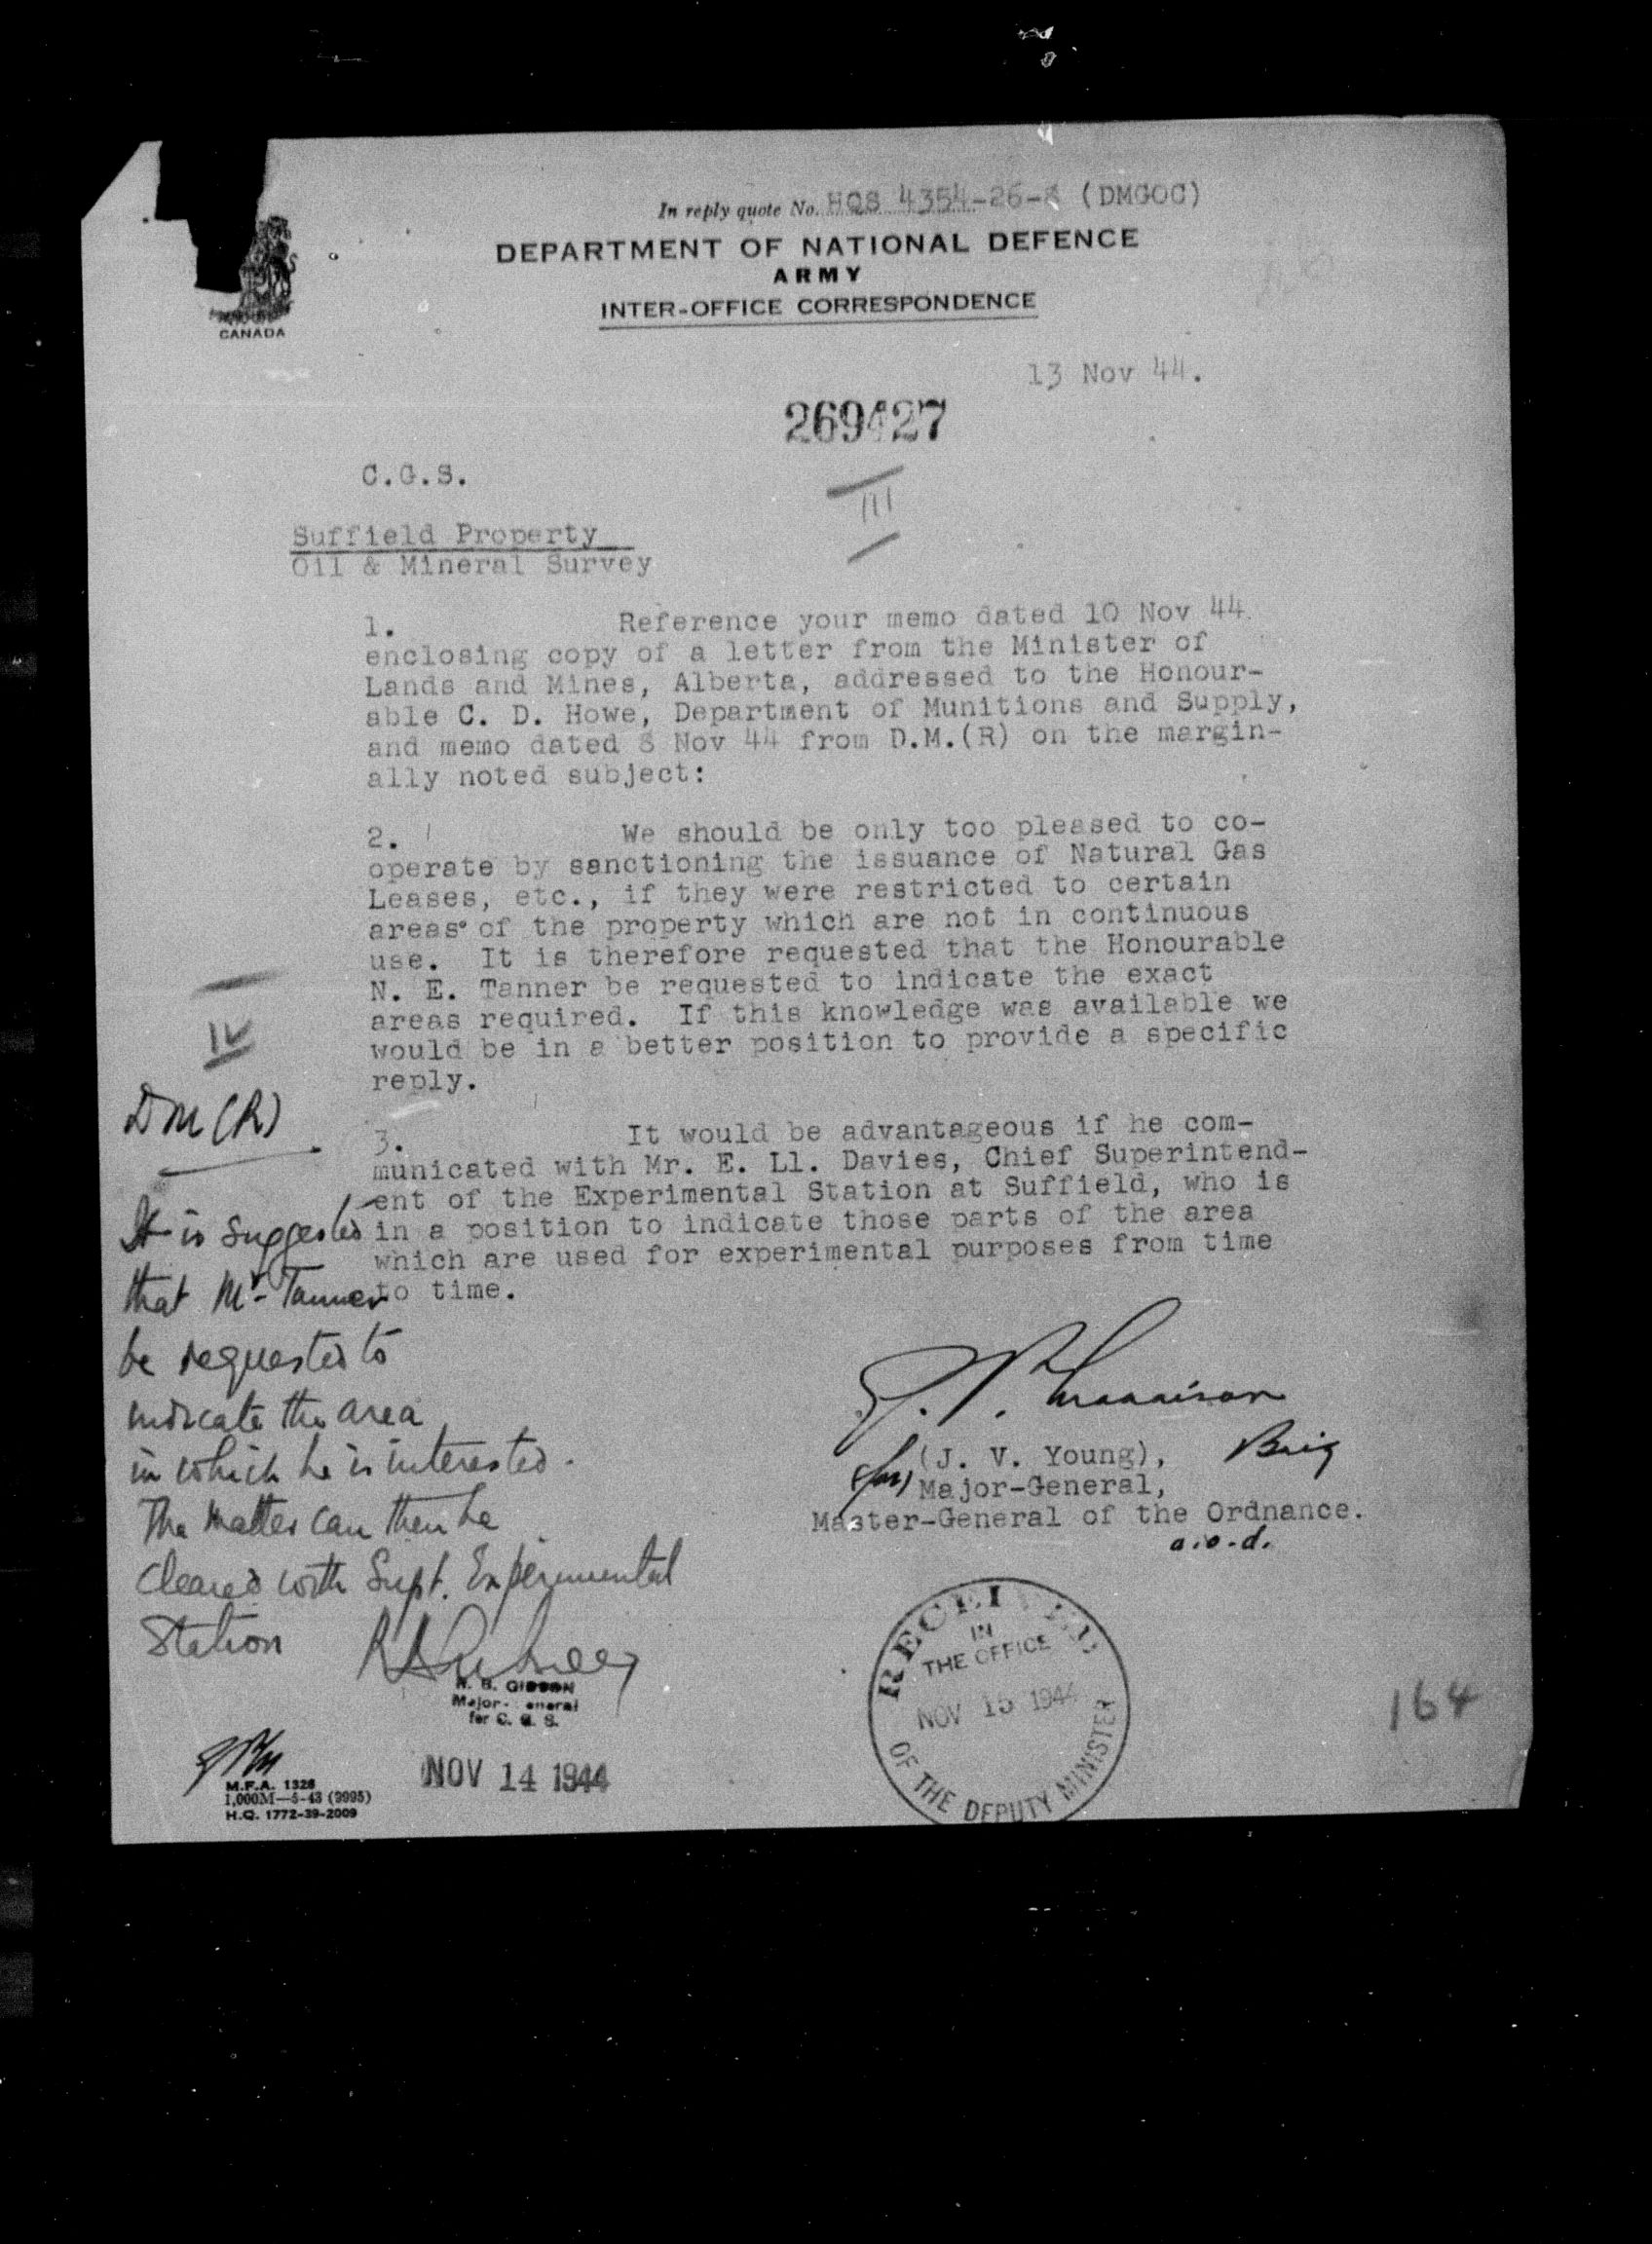 In reply quote No. HQS 4354-26-8 (DMGOC)
DEPARTMENT OF NATIONAL DEFENCE
ARMY
INTER-OFFICE CORRESPONDENCE
CANADA
13 Nov 44.
269427
III
C.G.S.
Suffield Property
Oil & Mineral Survey
1. Reference your memo dated 10 Nov 44
enclosing copy of a letter from the Minister of
Lands and Mines, Alberta, addressed to the Honour-
able C. D. Howe, Department of Munitions and Supply,
and memo dated 8 Nov 44 from D.M.(R) on the margin-
ally noted subject:
2. We should be only too pleased to co-
operate by sanctioning the issuance of Natural Gas
Leases, etc., if they were restricted to certain
areas of the property which are not in continuous
use. It is therefore requested that the Honourable
N. E. Tanner be requested to indicate the exact
areas required. If this knowledge was available we
would be in a better position to provide a specific
reply.
3. It would be advantageous if he com-
municated with Mr. E. Ll. Davies, Chief Superintend-
ent of the Experimental Station at Suffield, who is
in a position to indicate those parts of the area
which are used for experimental purposes from time
to time.
IV
DM(R)
It is suggested
that Mr Tanner
be requested to
indicate the area
in which he is interested.
The matter can then be
cleared with Supt. Experimental
Station
R. B. GIBSON
Major-General
for C. G. S.
NOV 14 1944
Brig
(for)
(J. V. Young),
Major-General,
Master-General of the Ordnance.
a.o.d.
RECEIVED
IN
THE OFFICE
NOV 15 1944
OF THE DEPUTY MINISTER
164
M.F.A. 1328
1,000M—5-43 (9995)
H.Q. 1772-39-2009